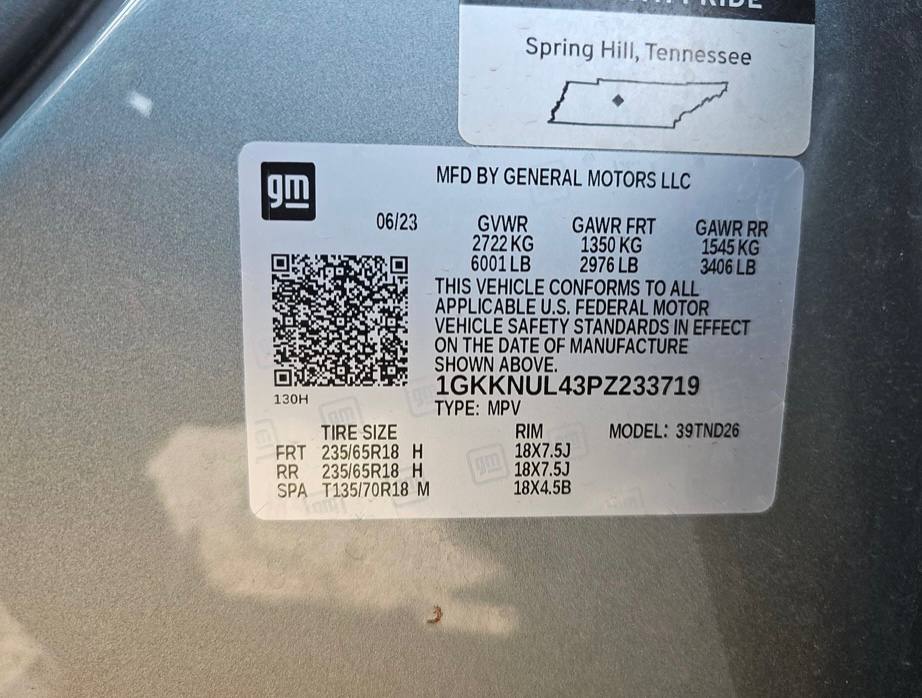 Spring Hill, Tennessee
gm
MFD BY GENERAL MOTORS LLC
06/23
GVWR GAWR FRT GAWR RR
2722 KG 1350 KG 1545 KG
6001 LB 2976 LB 3406 LB
THIS VEHICLE CONFORMS TO ALL
APPLICABLE U.S. FEDERAL MOTOR
VEHICLE SAFETY STANDARDS IN EFFECT
ON THE DATE OF MANUFACTURE
SHOWN ABOVE.
130H
1GKKNUL43PZ233719
TYPE: MPV
TIRE SIZE RIM MODEL: 39TND26
FRT 235/65R18 H 18X7.5J
RR 235/65R18 H 18X7.5J
SPA T135/70R18 M 18X4.5B